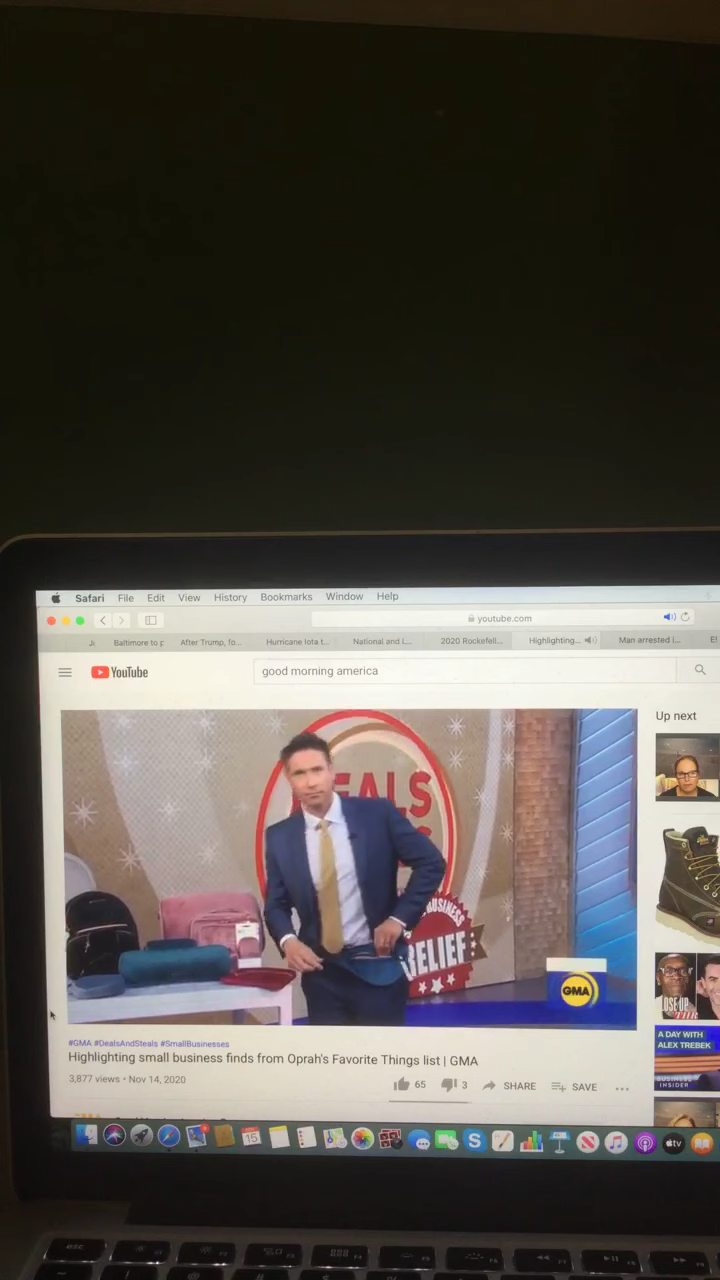 Safari File Edit View History Bookmarks Window Help
youtube.com
Baltimore to p After Trump, fo... Hurricane Iota t... National and L... 2020 Rockefell... Highlighting... Man arrested i... E!
YouTube
good morning america
Up next
DEALS
BUSINESS
RELIEF
GMA
A DAY WITH
ALEX TREBEK
BUSINESS
INSIDER
#GMA #DealsAndSteals #SmallBusinesses
Highlighting small business finds from Oprah's Favorite Things list | GMA
3,877 views • Nov 14, 2020
65 3 SHARE SAVE ...
15
tv
esc